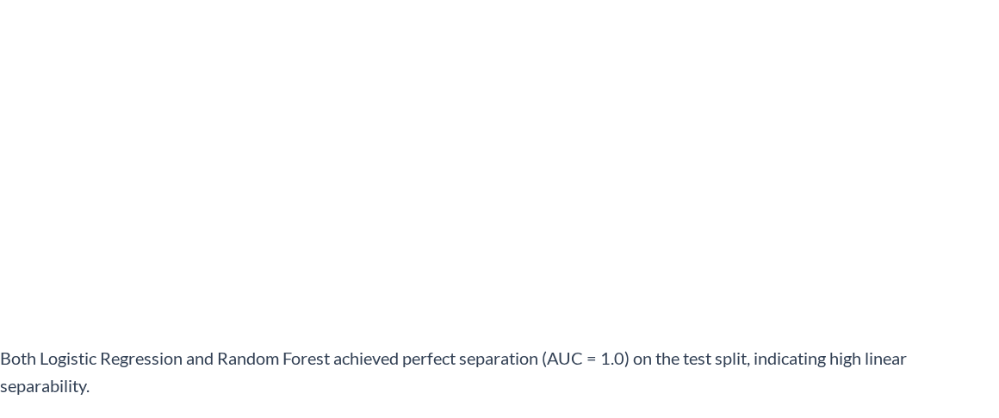 Both Logistic Regression and Random Forest achieved perfect separation (AUC = 1.0) on the test split, indicating high linear
separability.